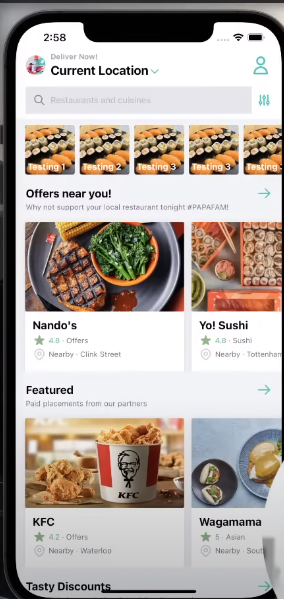 2:58
Deliver Now!
Current Location
Restaurants and cuisines
Testing 1
Testing 2
Testing 3
Testing 3
Testing
Offers near you!
Why not support your local restaurant tonight #PAPAFAM!
Nando's
4.8 · Offers
Nearby · Clink Street
Yo! Sushi
4.8 · Sushi
Nearby · Tottenham
Featured
Paid placements from our partners
KFC
KFC
4.2 · Offers
Nearby · Waterloo
Wagamama
5 · Asian
Nearby · South
Tasty Discounts